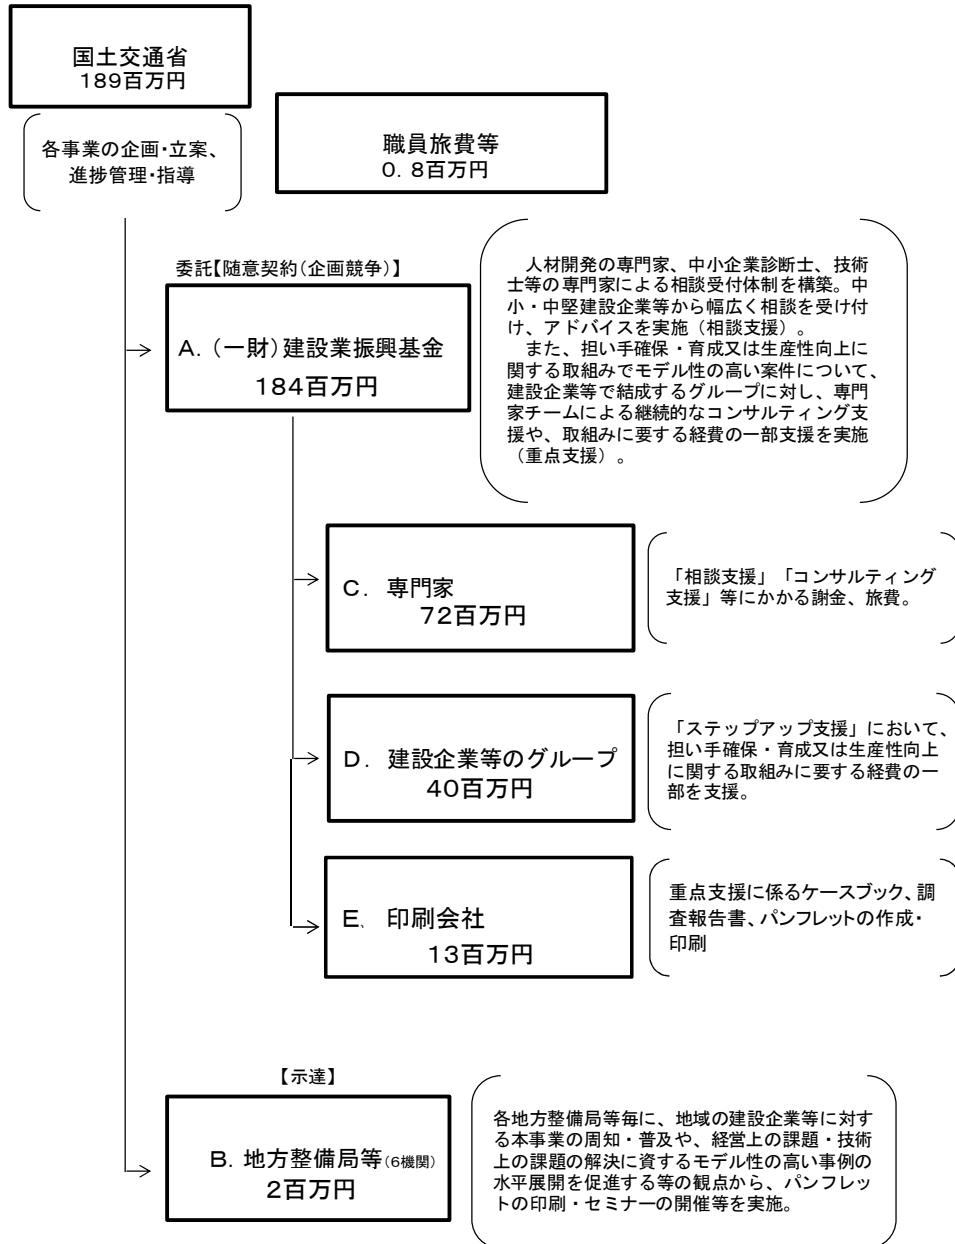 国土交通省
189百万円
各事業の企画・立案、
進捗管理・指導
職員旅費等
０．８百万円
委託【随意契約（企画競争）】
A．（一財）建設業振興基金
184百万円
　人材開発の専門家、中小企業診断士、技術
士等の専門家による相談受付体制を構築。中
小・中堅建設企業等から幅広く相談を受け付
け、アドバイスを実施（相談支援）。
　また、担い手確保・育成又は生産性向上に
関する取組みでモデル性の高い案件について、
建設企業等で結成するグループに対し、専門
家チームによる継続的なコンサルティング支
援や、取組みに要する経費の一部支援を実施
（重点支援）。
C．　専門家
72百万円
「相談支援」「コンサルティング
支援」等にかかる謝金、旅費。
D．　建設企業等のグループ
40百万円
「ステップアップ支援」において、
担い手確保・育成又は生産性向上
に関する取組みに要する経費の一
部を支援。
E、　印刷会社
13百万円
重点支援に係るケースブック、調
査報告書、パンフレットの作成・
印刷
【示達】
B．地方整備局等（6機関）
2百万円
各地方整備局等毎に、地域の建設企業等に対す
る本事業の周知・普及や、経営上の課題・技術
上の課題の解決に資するモデル性の高い事例の
水平展開を促進する等の観点から、パンフレッ
トの印刷・セミナーの開催等を実施。